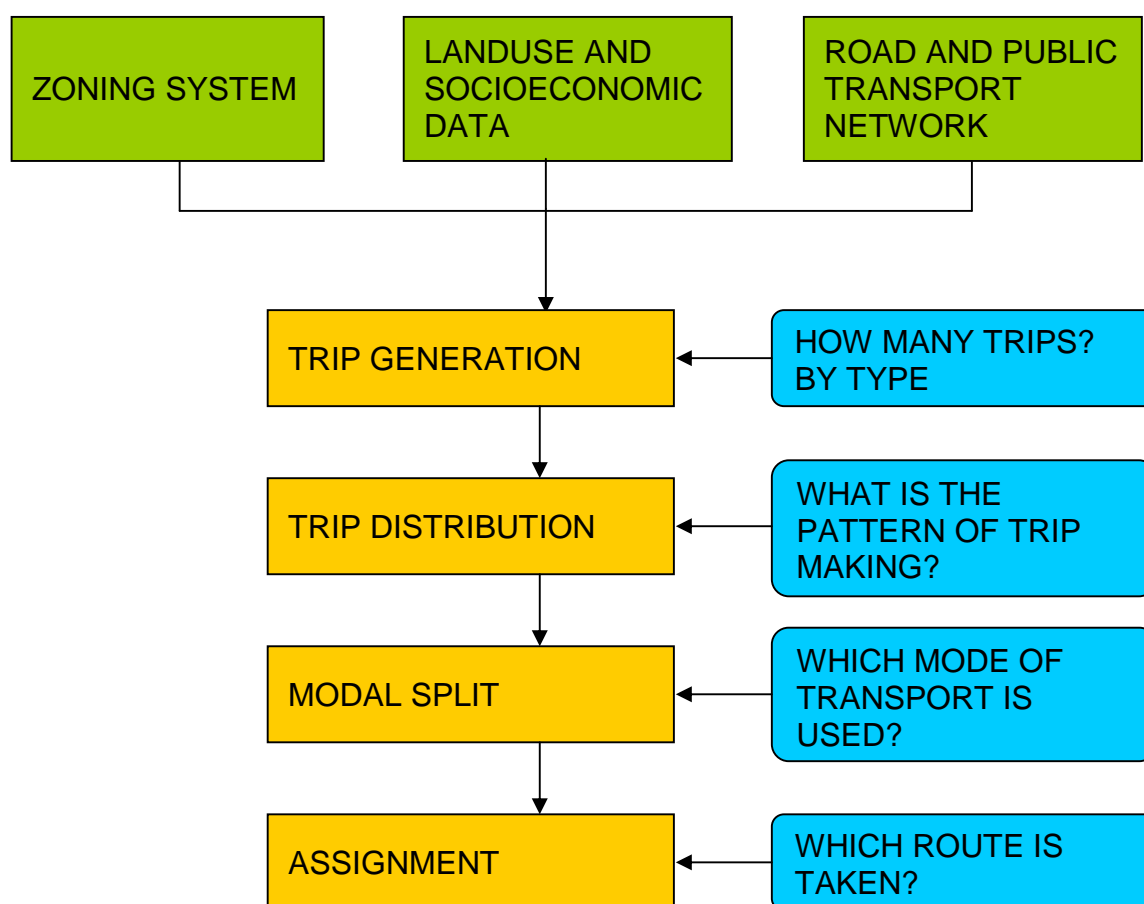 ZONING SYSTEM
LANDUSE AND
SOCIOECONOMIC
DATA
ROAD AND PUBLIC
TRANSPORT
NETWORK
TRIP GENERATION
HOW MANY TRIPS?
BY TYPE
TRIP DISTRIBUTION
WHAT IS THE
PATTERN OF TRIP
MAKING?
MODAL SPLIT
WHICH MODE OF
TRANSPORT IS
USED?
ASSIGNMENT
WHICH ROUTE IS
TAKEN?